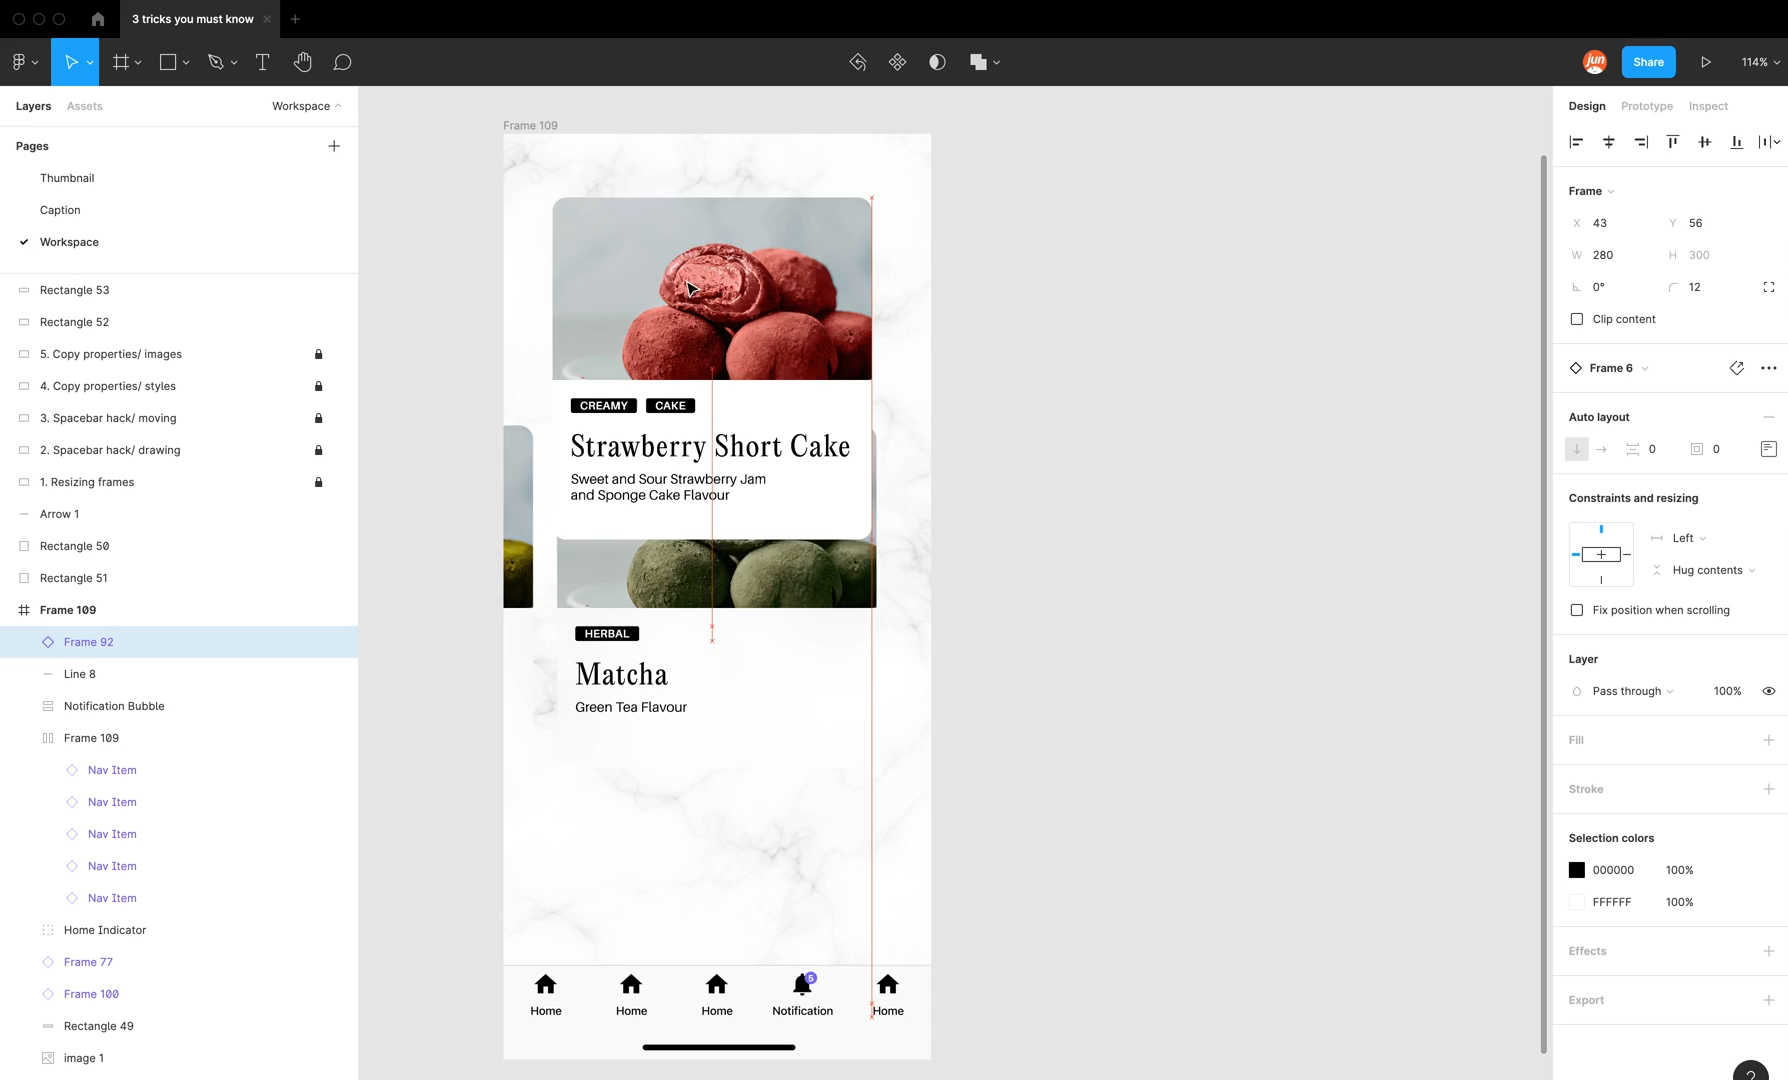 3 tricks you must know
jun
Share
114%
Layers
Assets
Workspace
Pages
Thumbnail
Caption
Workspace
Rectangle 53
Rectangle 52
5. Copy properties/ images
4. Copy properties/ styles
3. Spacebar hack/ moving
2. Spacebar hack/ drawing
1. Resizing frames
Arrow 1
Rectangle 50
Rectangle 51
Frame 109
Frame 92
Line 8
Notification Bubble
Frame 109
Nav Item
Nav Item
Nav Item
Nav Item
Nav Item
Home Indicator
Frame 77
Frame 100
Rectangle 49
image 1
Frame 109
CREAMY CAKE
Strawberry Short Cake
Sweet and Sour Strawberry Jam
and Sponge Cake Flavour
HERBAL
Matcha
Green Tea Flavour
5
Home Home Home Notification Home
Design Prototype Inspect
Frame
X 43 Y 56
W 280 H 300
0° 12
Clip content
Frame 6
Auto layout
0 0
Constraints and resizing
Left
Hug contents
Fix position when scrolling
Layer
Pass through 100%
Fill
Stroke
Selection colors
000000 100%
FFFFFF 100%
Effects
Export
?